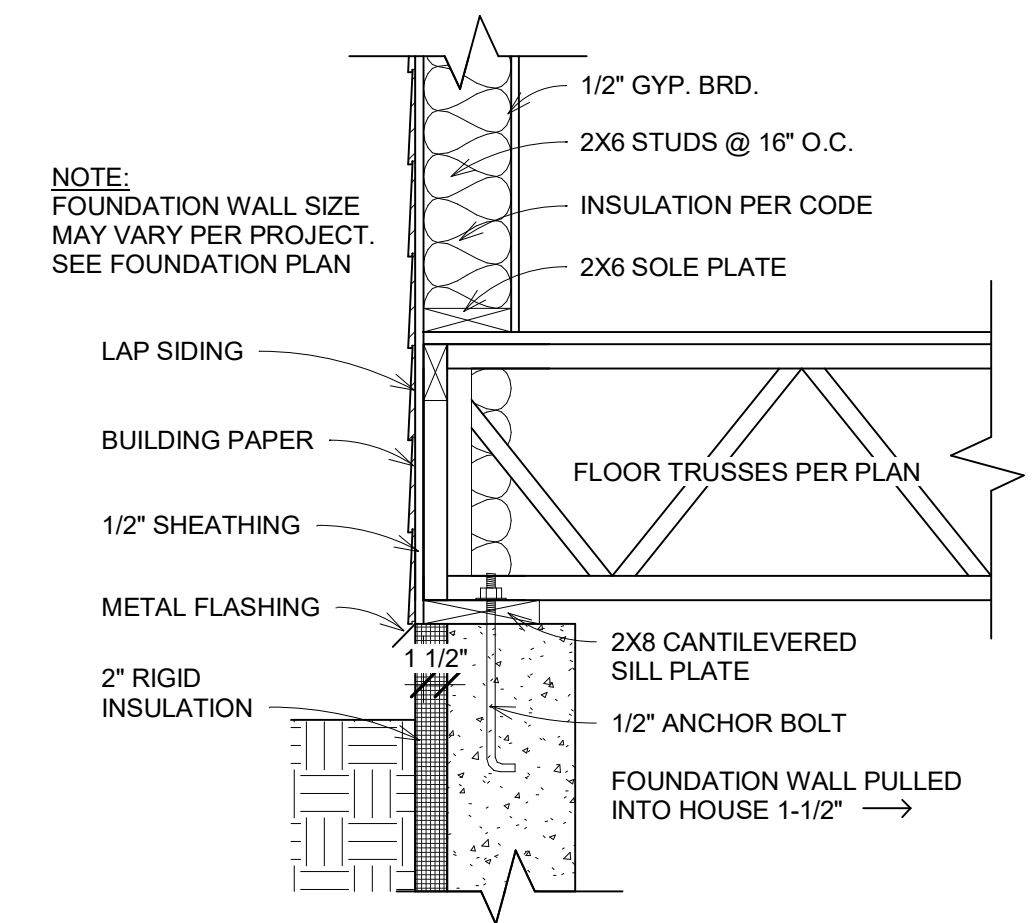 1/2" GYP. BRD.
2X6 STUDS @ 16" O.C.
INSULATION PER CODE
2X6 SOLE PLATE
NOTE:
FOUNDATION WALL SIZE
MAY VARY PER PROJECT.
SEE FOUNDATION PLAN
LAP SIDING
BUILDING PAPER
1/2" SHEATHING
METAL FLASHING
2" RIGID
INSULATION
FLOOR TRUSSES PER PLAN
1 1/2"
2X8 CANTILEVERED
SILL PLATE
1/2" ANCHOR BOLT
FOUNDATION WALL PULLED
INTO HOUSE 1-1/2"